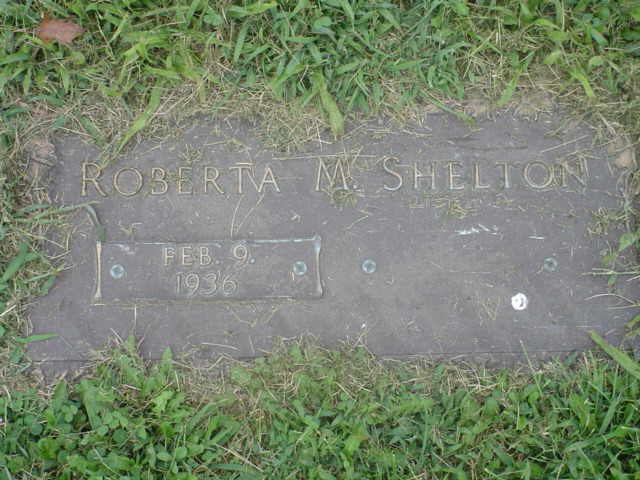 ROBERTA M. SHELTON
FEB. 9.
1936